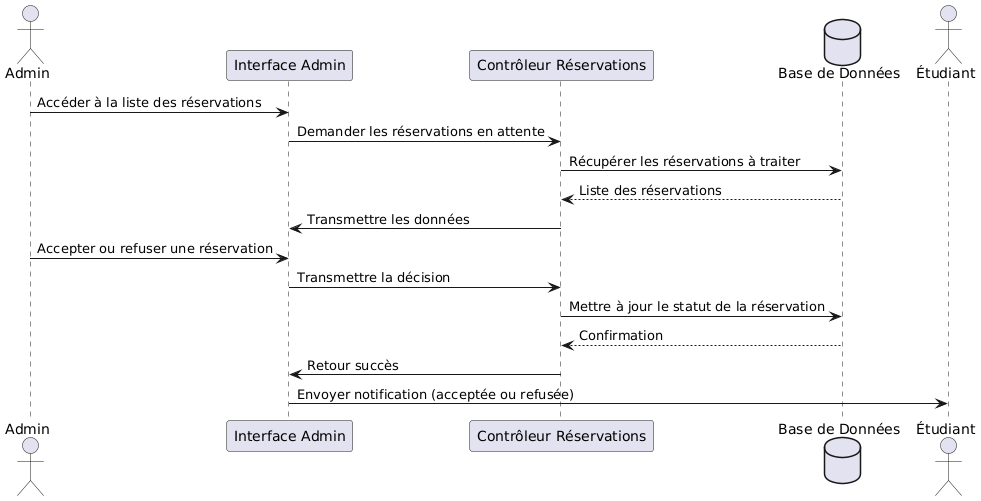 Admin
Interface Admin
Contrôleur Réservations
Base de Données
Étudiant
Accéder à la liste des réservations
Demander les réservations en attente
Récupérer les réservations à traiter
Liste des réservations
Transmettre les données
Accepter ou refuser une réservation
Transmettre la décision
Mettre à jour le statut de la réservation
Confirmation
Retour succès
Envoyer notification (acceptée ou refusée)
Admin
Interface Admin
Contrôleur Réservations
Base de Données
Étudiant